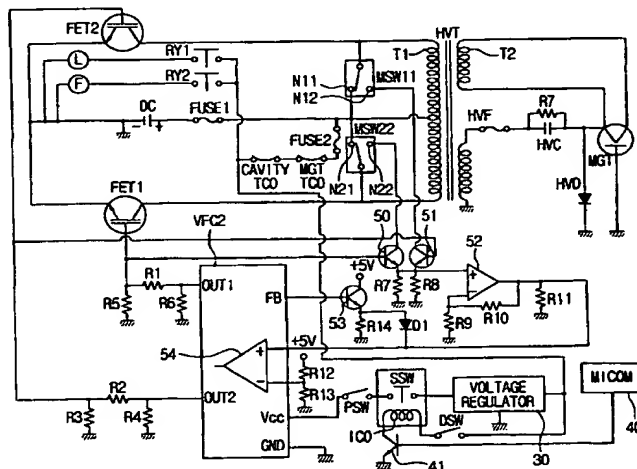 FET2
HVT
L
RY1
T1
T2
F
RY2
MSW11
N11
N12
R7
HVF
DC
FUSE1
FUSE2
MSW22
HVC
MGT
CAVITY TCO
MGT TCO
HVD
N21
N22
FET1
VFC2
50
51
+5V
52
R1
OUT1
R7
R8
R5
R6
FB
R11
53
R9
R10
R14
D1
54
+5V
R2
R12
OUT2
R13
SSW
VOLTAGE REGULATOR
MICOM
R3
R4
Vcc
PSW
ICO
DSW
GND
30
40
41